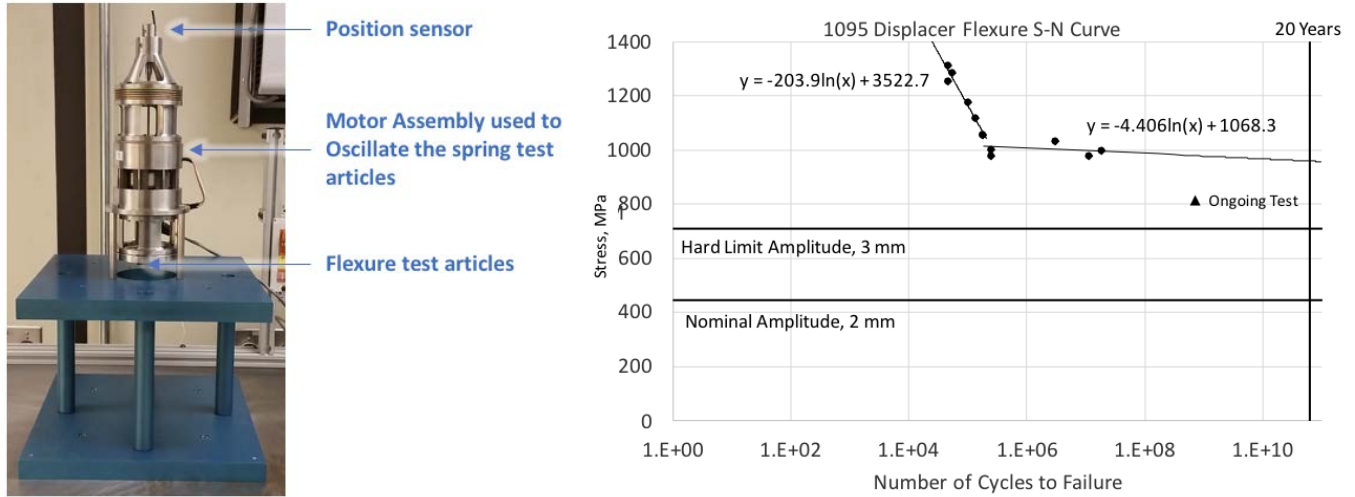 Position sensor
Motor Assembly used to
Oscillate the spring test
articles
Flexure test articles
1095 Displacer Flexure S-N Curve
20 Years
1400
1200
1000
800
600
400
200
0
Stress, MPa
y = -203.9ln(x) + 3522.7
y = -4.406ln(x) + 1068.3
Ongoing Test
Hard Limit Amplitude, 3 mm
Nominal Amplitude, 2 mm
1.E+00
1.E+02
1.E+04
1.E+06
1.E+08
1.E+10
Number of Cycles to Failure